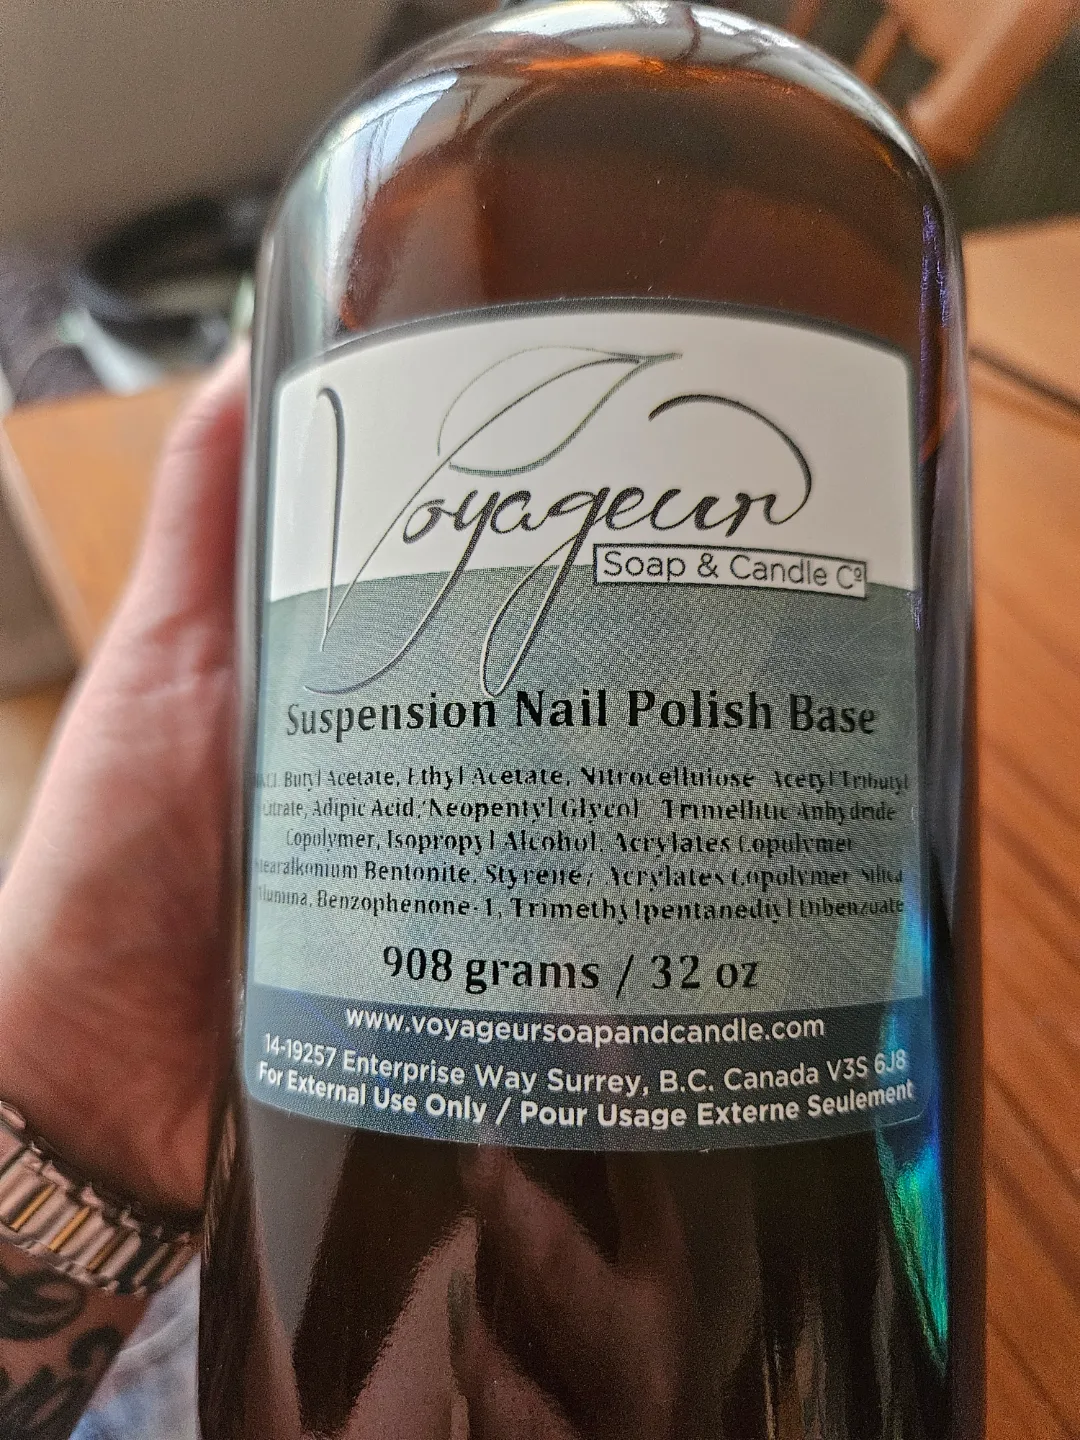 Voyageur
Soap & Candle Cº
Suspension Nail Polish Base
Butyl Acetate, Ethyl Acetate, Nitrocellulose Acetyl Tributyl
Citrate, Adipic Acid/Neopentyl Glycol/ Trimellitic Anhydride
Copolymer, Isopropyl Alcohol, Acrylates Copolymer
Stearalkonium Bentonite, Styrene/ Acrylates Copolymer Silica
Alumina, Benzophenone-1, Trimethylpentanediyl Dibenzoate
908 grams / 32 oz
www.voyageursoapandcandle.com
14-19257 Enterprise Way Surrey, B.C. Canada V3S 6J8
For External Use Only / Pour Usage Externe Seulement